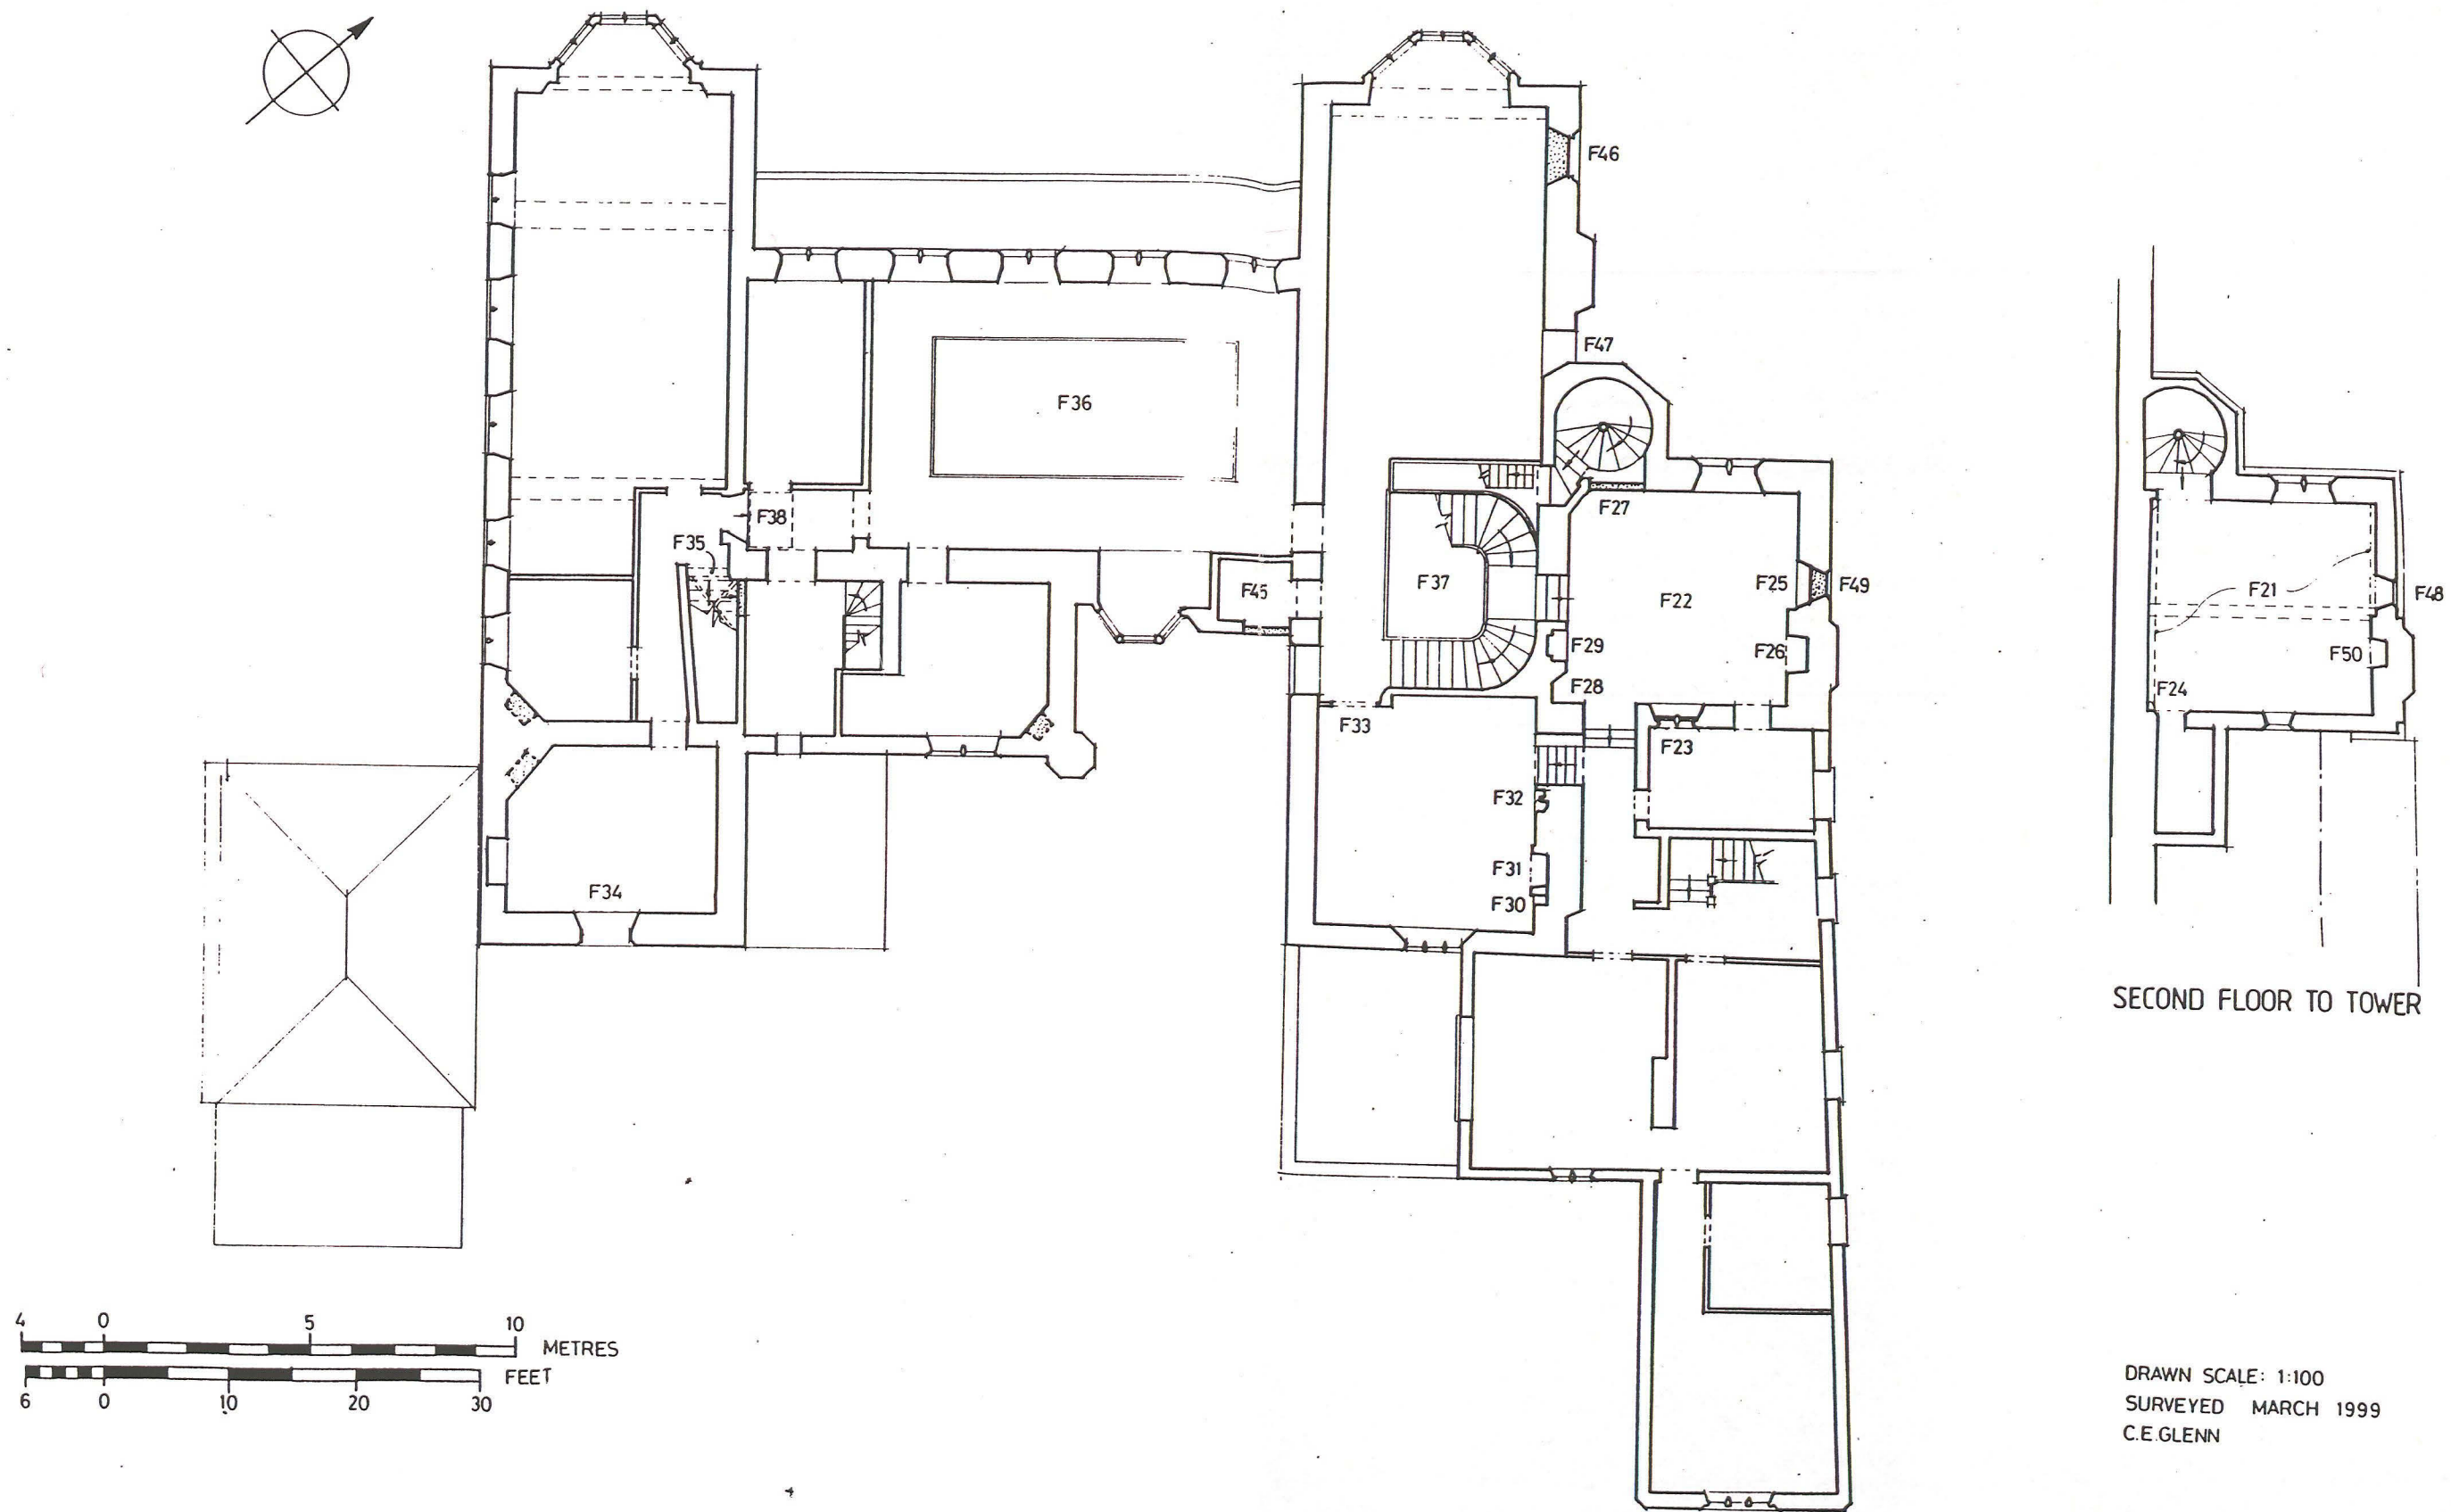 F46
F47
F36
F38
F27
F35
F45
F37
F22
F25
F49
F21
F48
F29
F26
F50
F28
F24
F33
F23
F32
F31
F34
F30
SECOND FLOOR TO TOWER
4 0 5 10 METRES
FEET
6 0 10 20 30
DRAWN SCALE: 1:100
SURVEYED MARCH 1999
C.E.GLENN